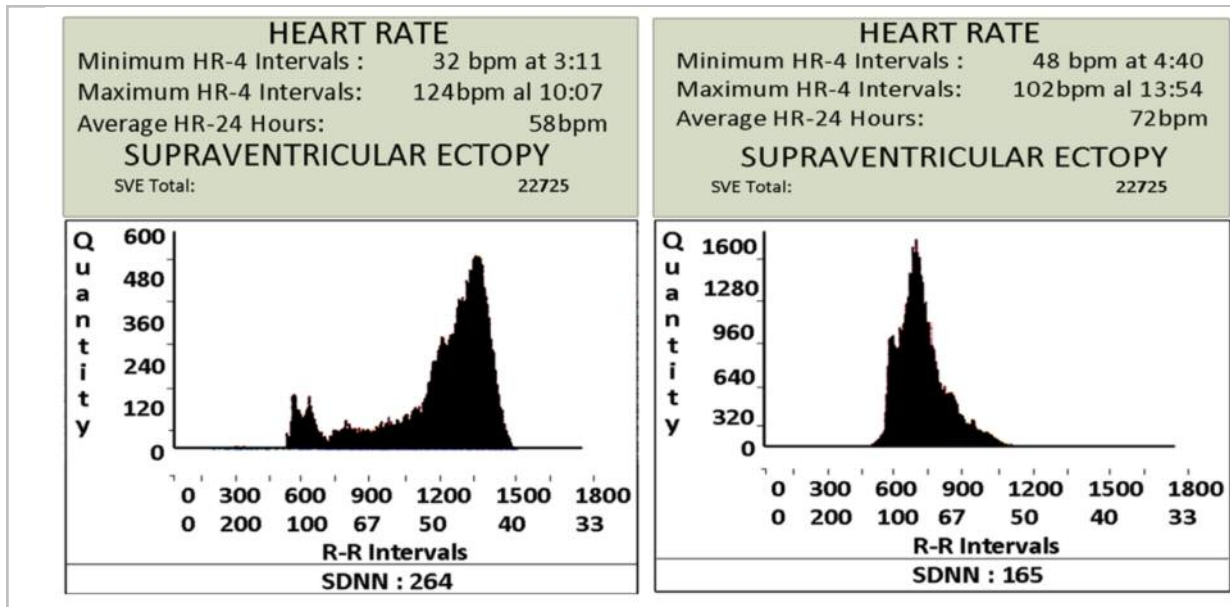 HEART RATE
Minimum HR-4 Intervals : 32 bpm at 3:11
Maximum HR-4 Intervals: 124bpm al 10:07
Average HR-24 Hours: 58bpm
SUPRAVENTRICULAR ECTOPY
SVE Total: 22725
Quantity
600
480
360
240
120
0
0 300 600 900 1200 1500 1800
0 200 100 67 50 40 33
R-R Intervals
SDNN : 264
HEART RATE
Minimum HR-4 Intervals : 48 bpm at 4:40
Maximum HR-4 Intervals: 102bpm al 13:54
Average HR-24 Hours: 72bpm
SUPRAVENTRICULAR ECTOPY
SVE Total: 22725
Quantity
1600
1280
960
640
320
0
0 300 600 900 1200 1500 1800
0 200 100 67 50 40 33
R-R Intervals
SDNN : 165